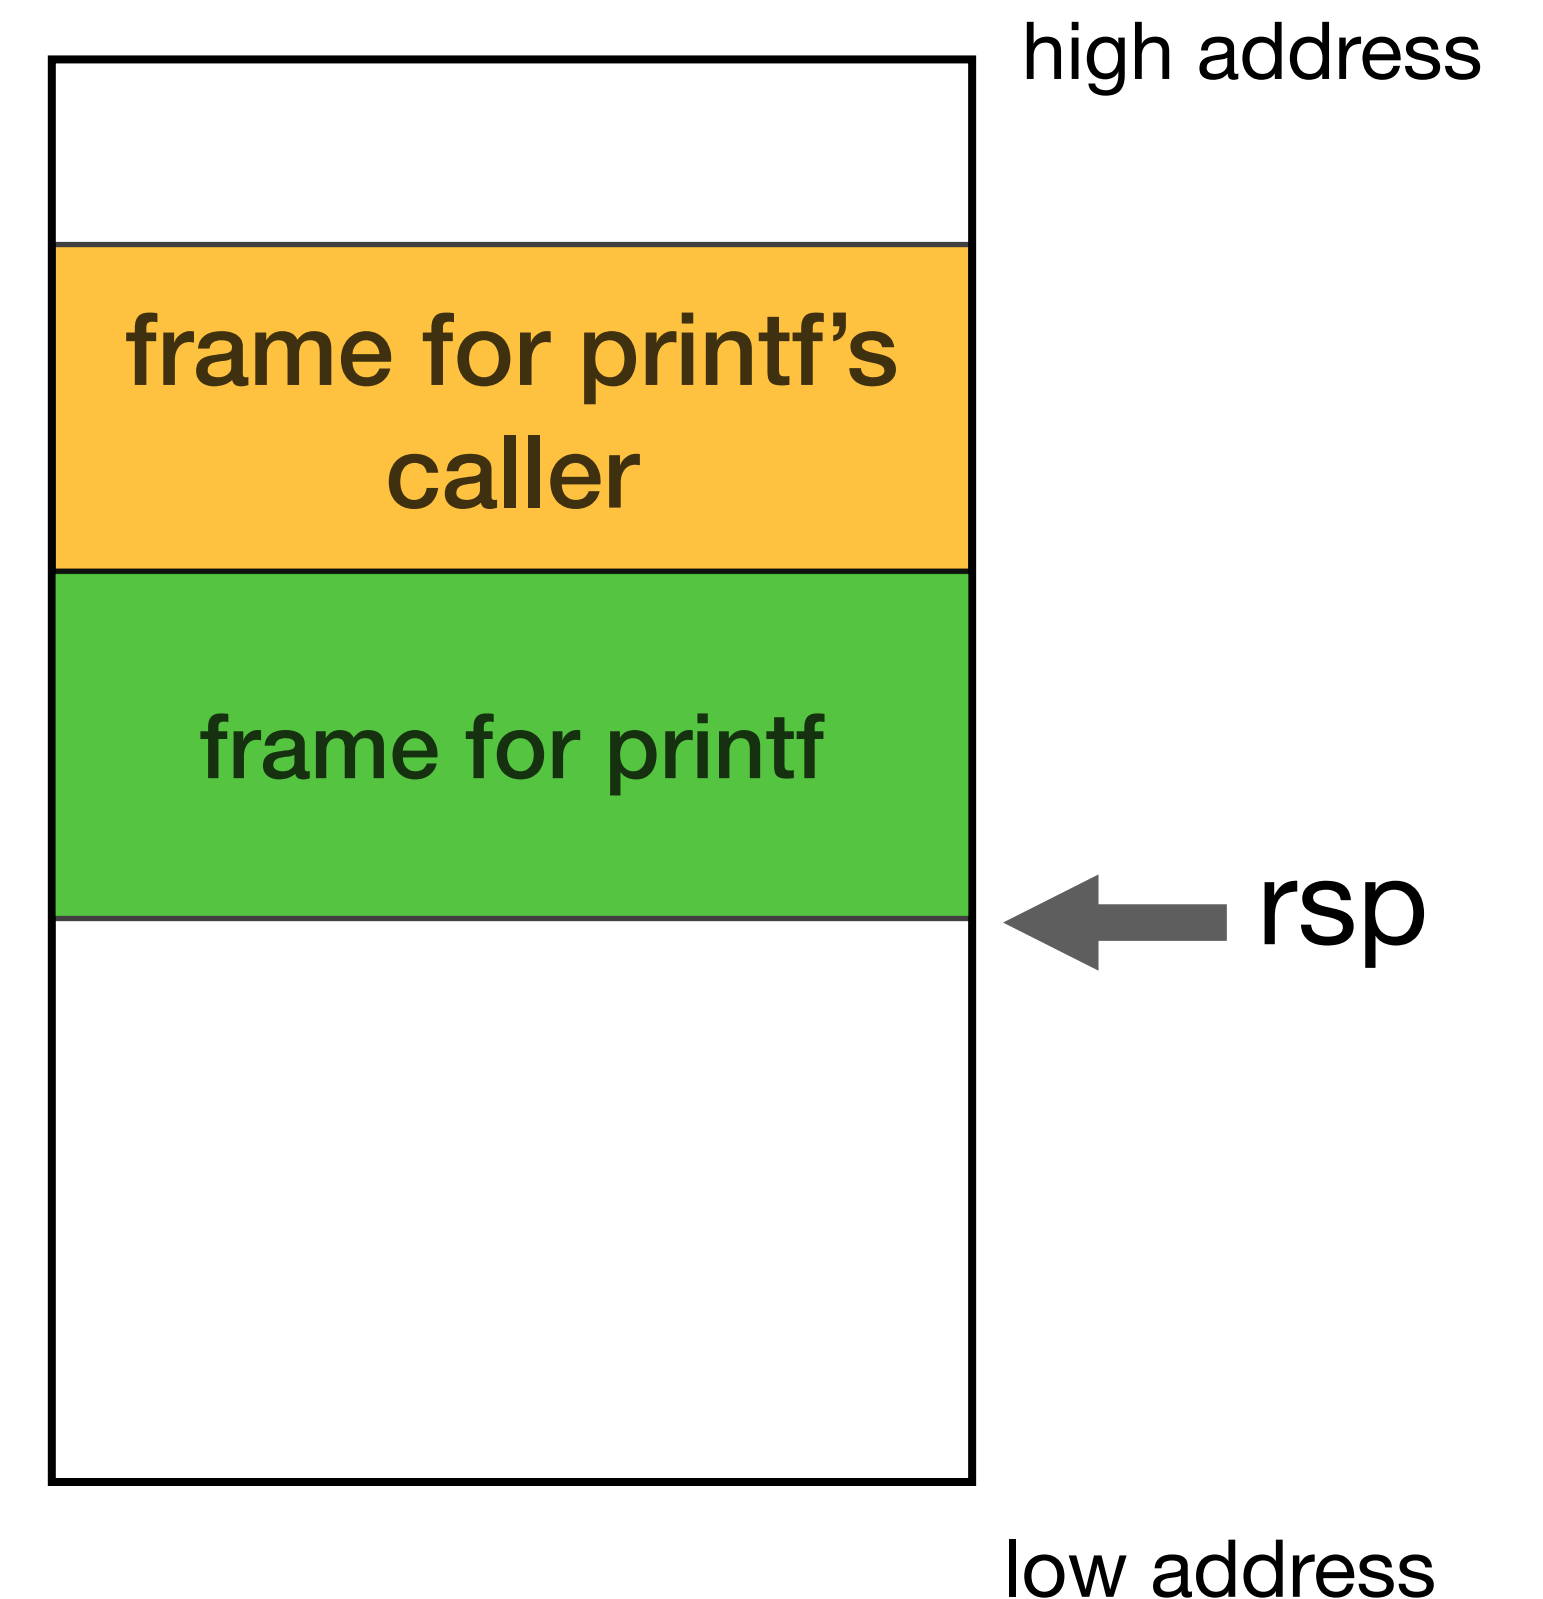 high address
frame for printf’s
caller
frame for printf
rsp
low address